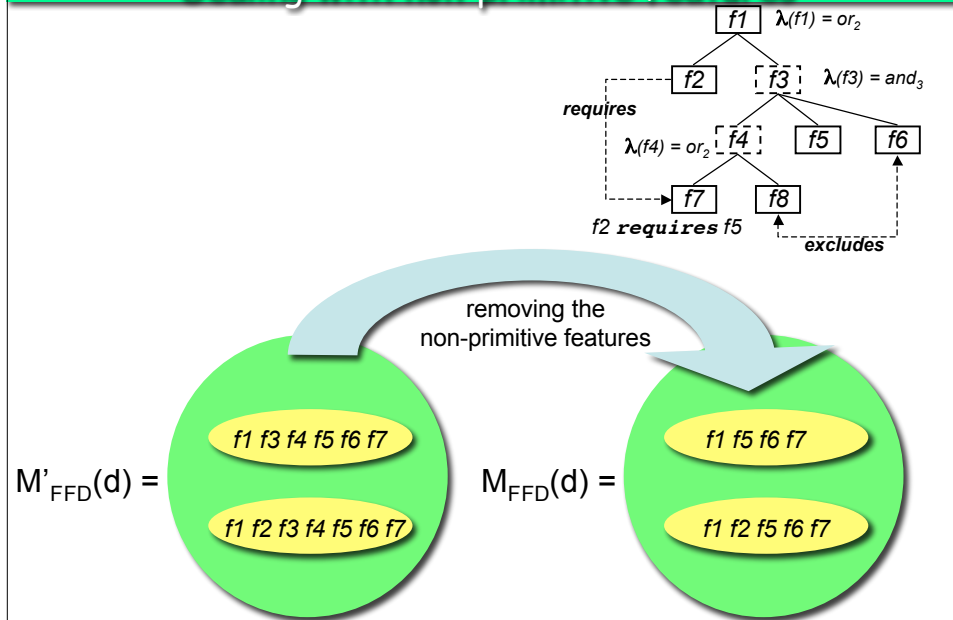 f1 λ(f1) = or₂
f2 f3 λ(f3) = and₃
requires
λ(f4) = or₂ f4 f5 f6
f7 f8
f2 requires f5
excludes
removing the
non-primitive features
f1 f3 f4 f5 f6 f7
f1 f5 f6 f7
M'FFD(d) =
MFFD(d) =
f1 f2 f3 f4 f5 f6 f7
f1 f2 f5 f6 f7